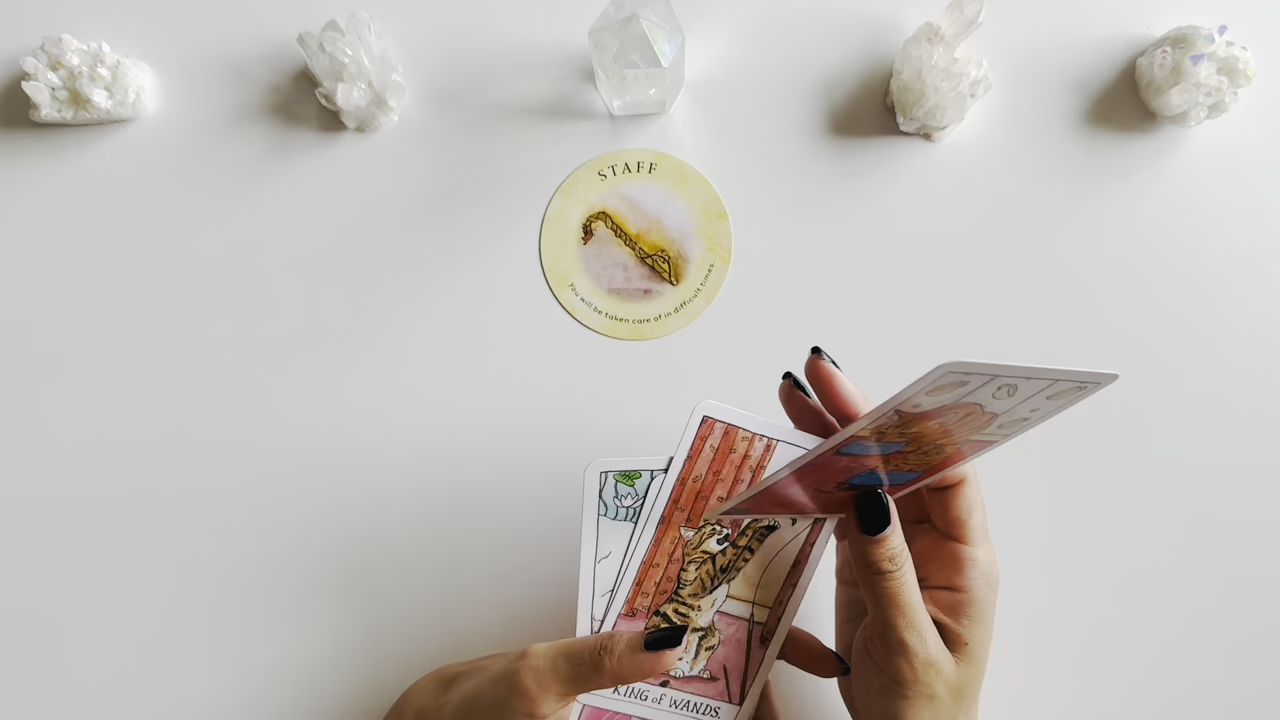 STAFF
You will be taken care of in difficult times.
KING of WANDS.